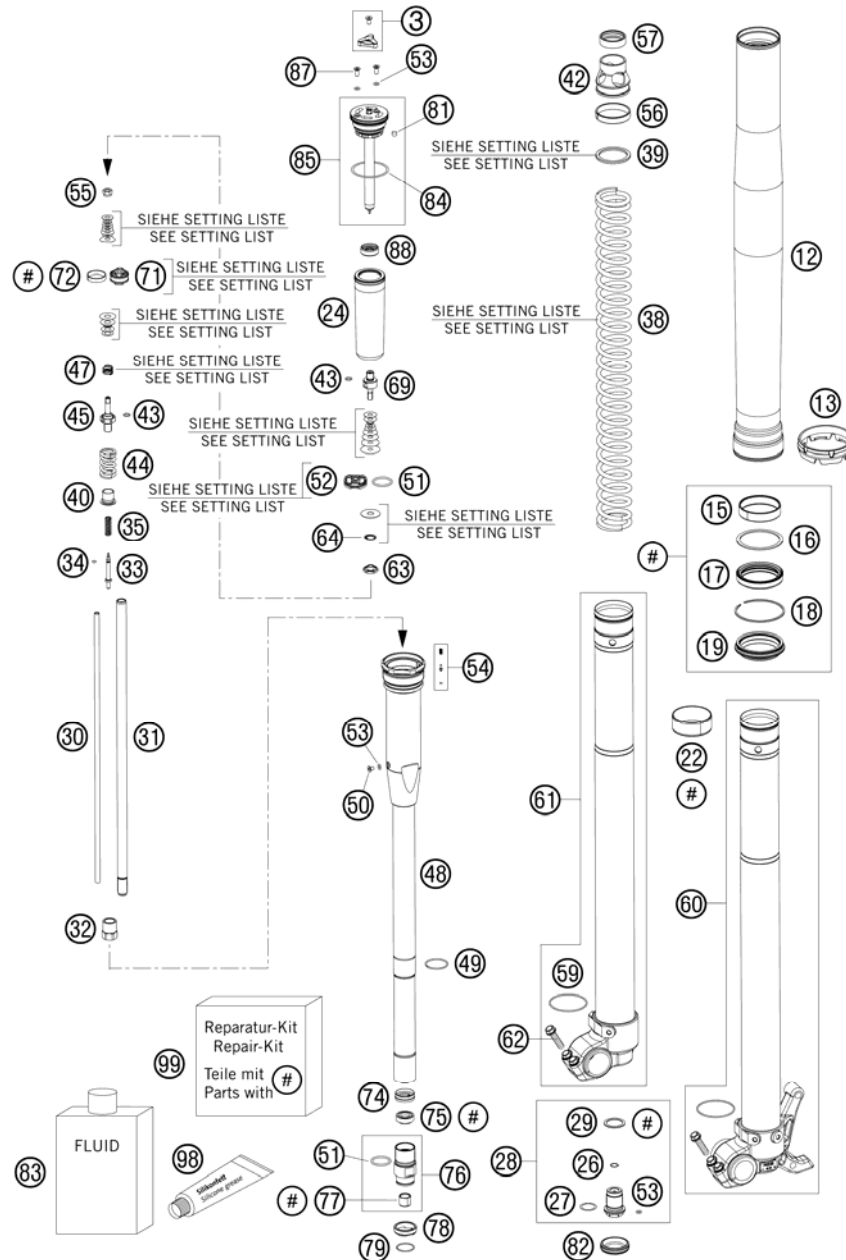 3
87
53
57
42
56
81
SIEHE SETTING LISTE
SEE SETTING LIST
39
85
84
55
SIEHE SETTING LISTE
SEE SETTING LIST
88
12
# 72 71
SIEHE SETTING LISTE
SEE SETTING LIST
24
SIEHE SETTING LISTE
SEE SETTING LIST
SIEHE SETTING LISTE
SEE SETTING LIST
38
47
SIEHE SETTING LISTE
SEE SETTING LIST
43
69
45
43
13
SIEHE SETTING LISTE
SEE SETTING LIST
44
52
51
SIEHE SETTING LISTE
SEE SETTING LIST
40
15
35
64
SIEHE SETTING LISTE
SEE SETTING LIST
16
#
34
33
63
17
18
19
54
30
31
53
50
22
#
61
48
60
32
49
59
62
99
Reparatur-Kit
Repair-Kit
Teile mit
Parts with #
74
75 #
83
FLUID
98
Silikonfett
Silicone grease
51
76
# 77
78
79
29 #
28
26
27
53
82